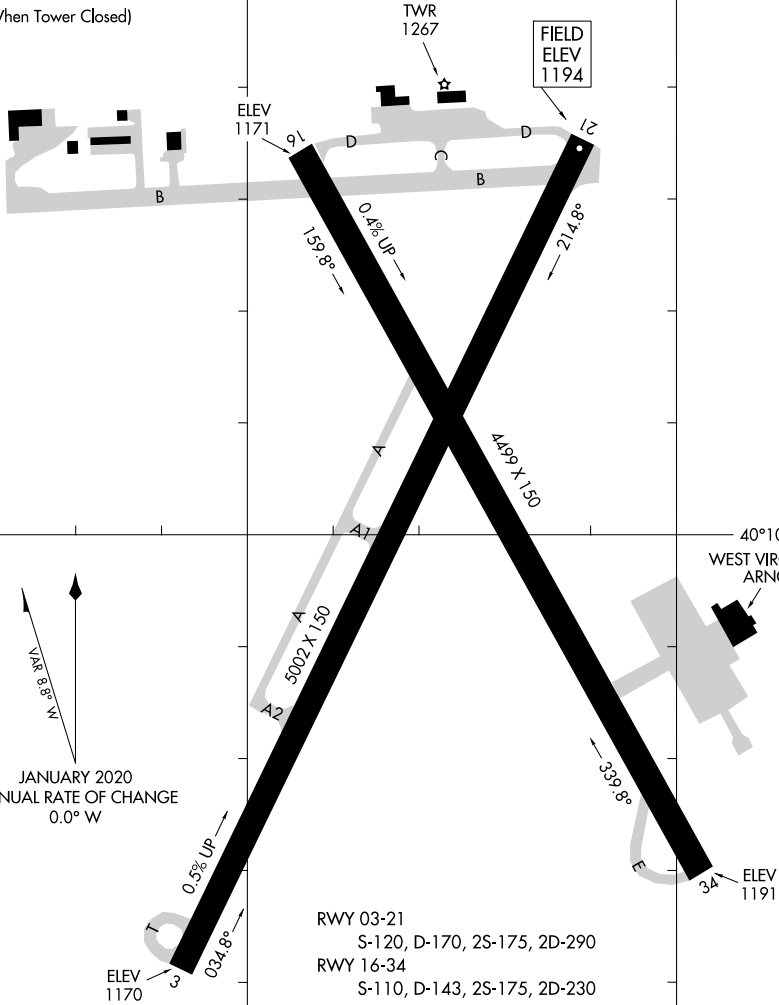 When Tower Closed)
TWR
1267
FIELD
ELEV
1194
ELEV
1171
16
21
D
D
C
B
B
0.4% UP
159.8°
214.8°
A
4499 X 150
A1
40°10
WEST VIR
ARNG
A
5002 X 150
VAR 8.8° W
A2
JANUARY 2020
NUAL RATE OF CHANGE
0.0° W
339.8°
0.5% UP
E
34
ELEV
1191
T
034.8°
RWY 03-21
S-120, D-170, 2S-175, 2D-290
RWY 16-34
S-110, D-143, 2S-175, 2D-230
ELEV
1170
3